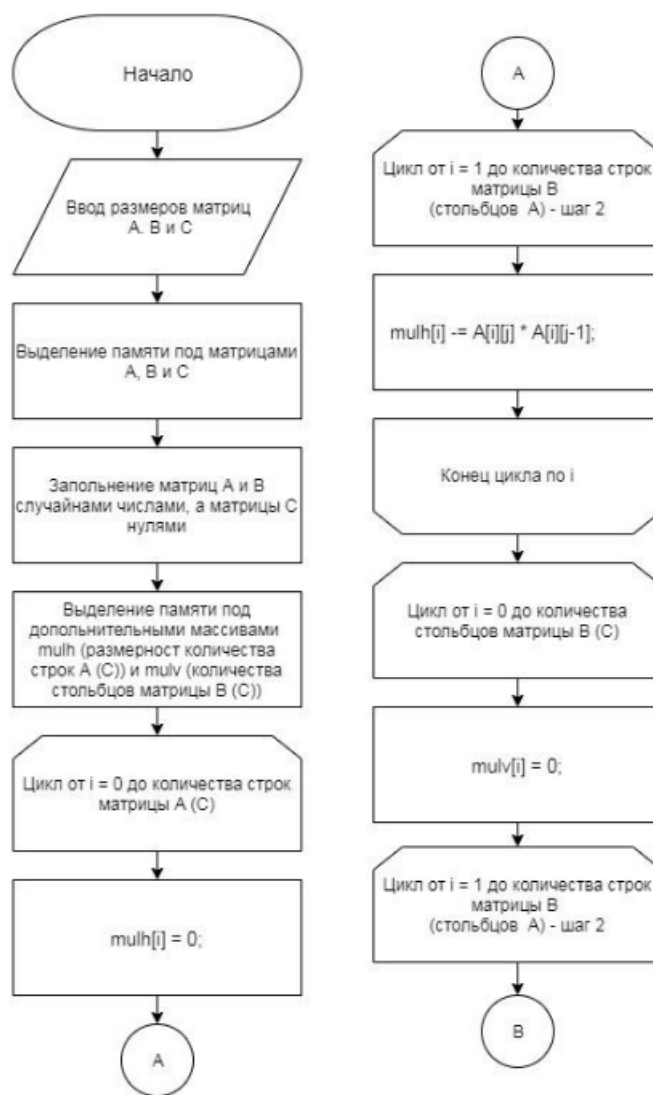 Начало
Ввод размеров матриц
A. B и C
Выделение памяти под матрицами
A, B и C
Запольнение матриц A и B
случайнами числами, а матрицы C
нулями
Выделение памяти под
допольнительными массивами
mulh (размерност количества
строк A (C)) и mulv (количества
стольбцов матрицы B (C))
Цикл от i = 0 до количества строк
матрицы A (C)
mulh[i] = 0;
A
A
Цикл от i = 1 до количества строк
матрицы B
(стольбцов A) - шаг 2
mulh[i] -= A[i][j] * A[i][j-1];
Конец цикла по i
Цикл от i = 0 до количества
стольбцов матрицы B (C)
mulv[i] = 0;
Цикл от i = 1 до количества строк
матрицы B
(стольбцов A) - шаг 2
B